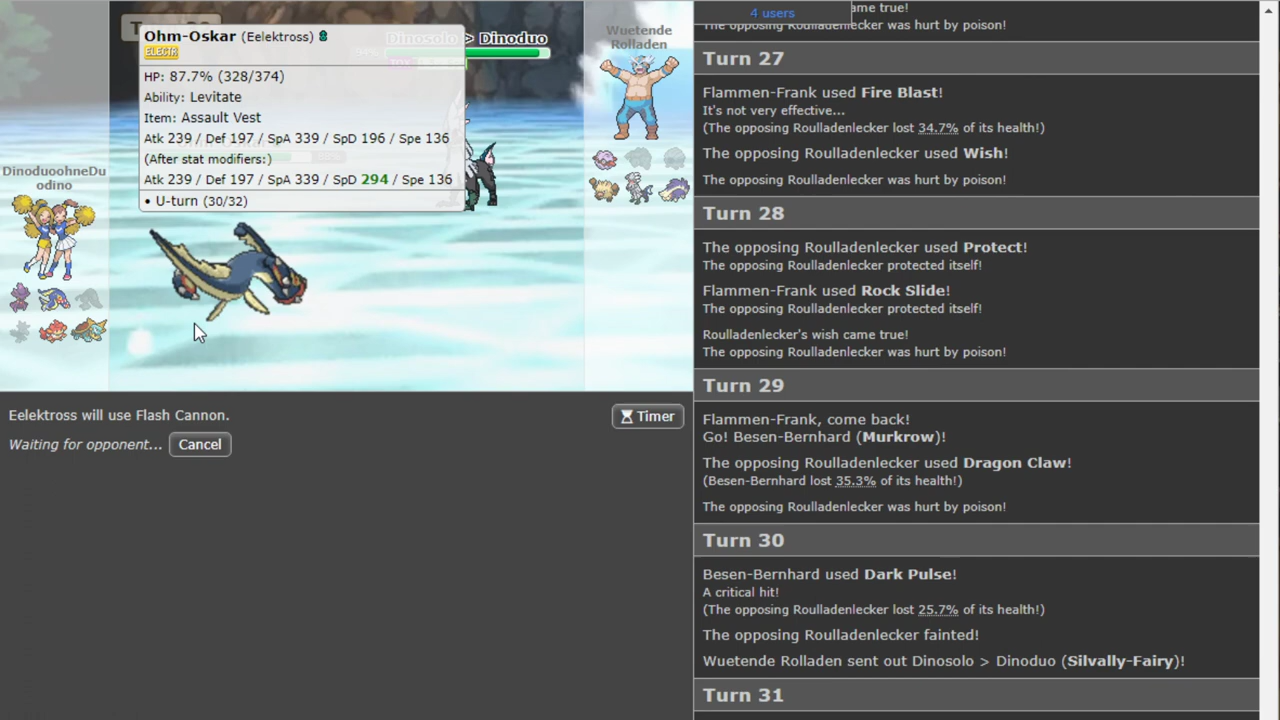 Ohm-Oskar (Eelektross)
ELECTR
HP: 87.7% (328/374)
Ability: Levitate
Item: Assault Vest
Atk 239 / Def 197 / SpA 339 / SpD 196 / Spe 136
(After stat modifiers:)
Atk 239 / Def 197 / SpA 339 / SpD 294 / Spe 136
• U-turn (30/32)
Dinosolo > Dinoduo
Wuetende
Rolladen
DinoduoohneDu
odino
Eelektross will use Flash Cannon.
Timer
Waiting for opponent...
Cancel
4 users
ame true!
The opposing Roulladenlecker was hurt by poison!
Turn 27
Flammen-Frank used Fire Blast!
It's not very effective...
(The opposing Roulladenlecker lost 34.7% of its health!)
The opposing Roulladenlecker used Wish!
The opposing Roulladenlecker was hurt by poison!
Turn 28
The opposing Roulladenlecker used Protect!
The opposing Roulladenlecker protected itself!
Flammen-Frank used Rock Slide!
The opposing Roulladenlecker protected itself!
Roulladenlecker's wish came true!
The opposing Roulladenlecker was hurt by poison!
Turn 29
Flammen-Frank, come back!
Go! Besen-Bernhard (Murkrow)!
The opposing Roulladenlecker used Dragon Claw!
(Besen-Bernhard lost 35.3% of its health!)
The opposing Roulladenlecker was hurt by poison!
Turn 30
Besen-Bernhard used Dark Pulse!
A critical hit!
(The opposing Roulladenlecker lost 25.7% of its health!)
The opposing Roulladenlecker fainted!
Wuetende Rolladen sent out Dinosolo > Dinoduo (Silvally-Fairy)!
Turn 31